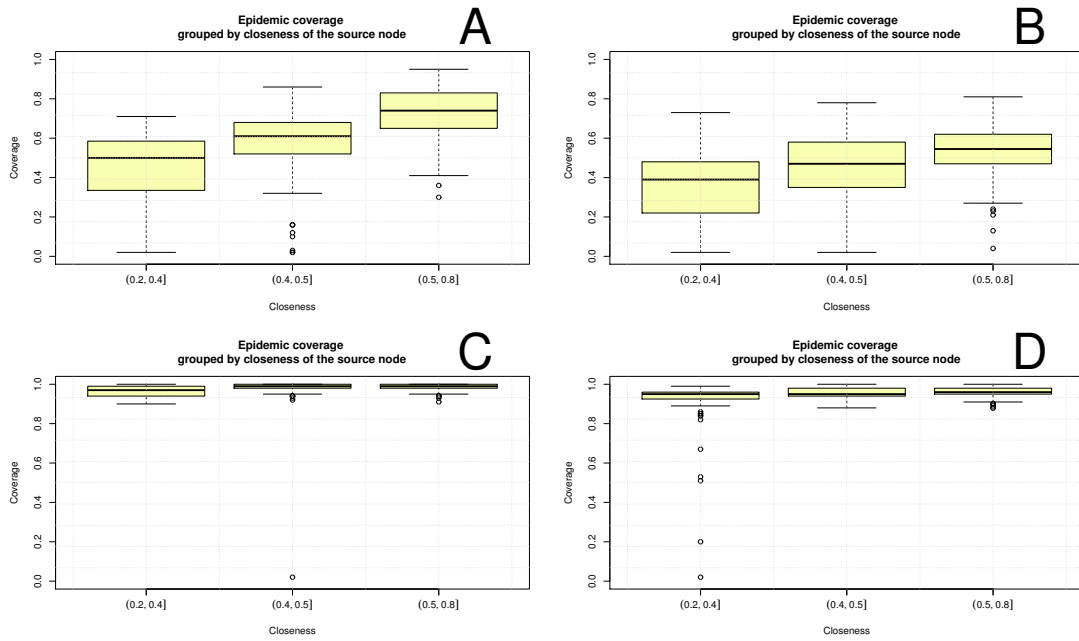 Epidemic coverage
grouped by closeness of the source node
A
Coverage
0.0 0.2 0.4 0.6 0.8 1.0
(0.2, 0.4] (0.4, 0.5] (0.5, 0.8]
Closeness
Epidemic coverage
grouped by closeness of the source node
B
Coverage
0.0 0.2 0.4 0.6 0.8 1.0
(0.2, 0.4] (0.4, 0.5] (0.5, 0.8]
Closeness
Epidemic coverage
grouped by closeness of the source node
C
Coverage
0.0 0.2 0.4 0.6 0.8 1.0
(0.2, 0.4] (0.4, 0.5] (0.5, 0.8]
Closeness
Epidemic coverage
grouped by closeness of the source node
D
Coverage
0.0 0.2 0.4 0.6 0.8 1.0
(0.2, 0.4] (0.4, 0.5] (0.5, 0.8]
Closeness